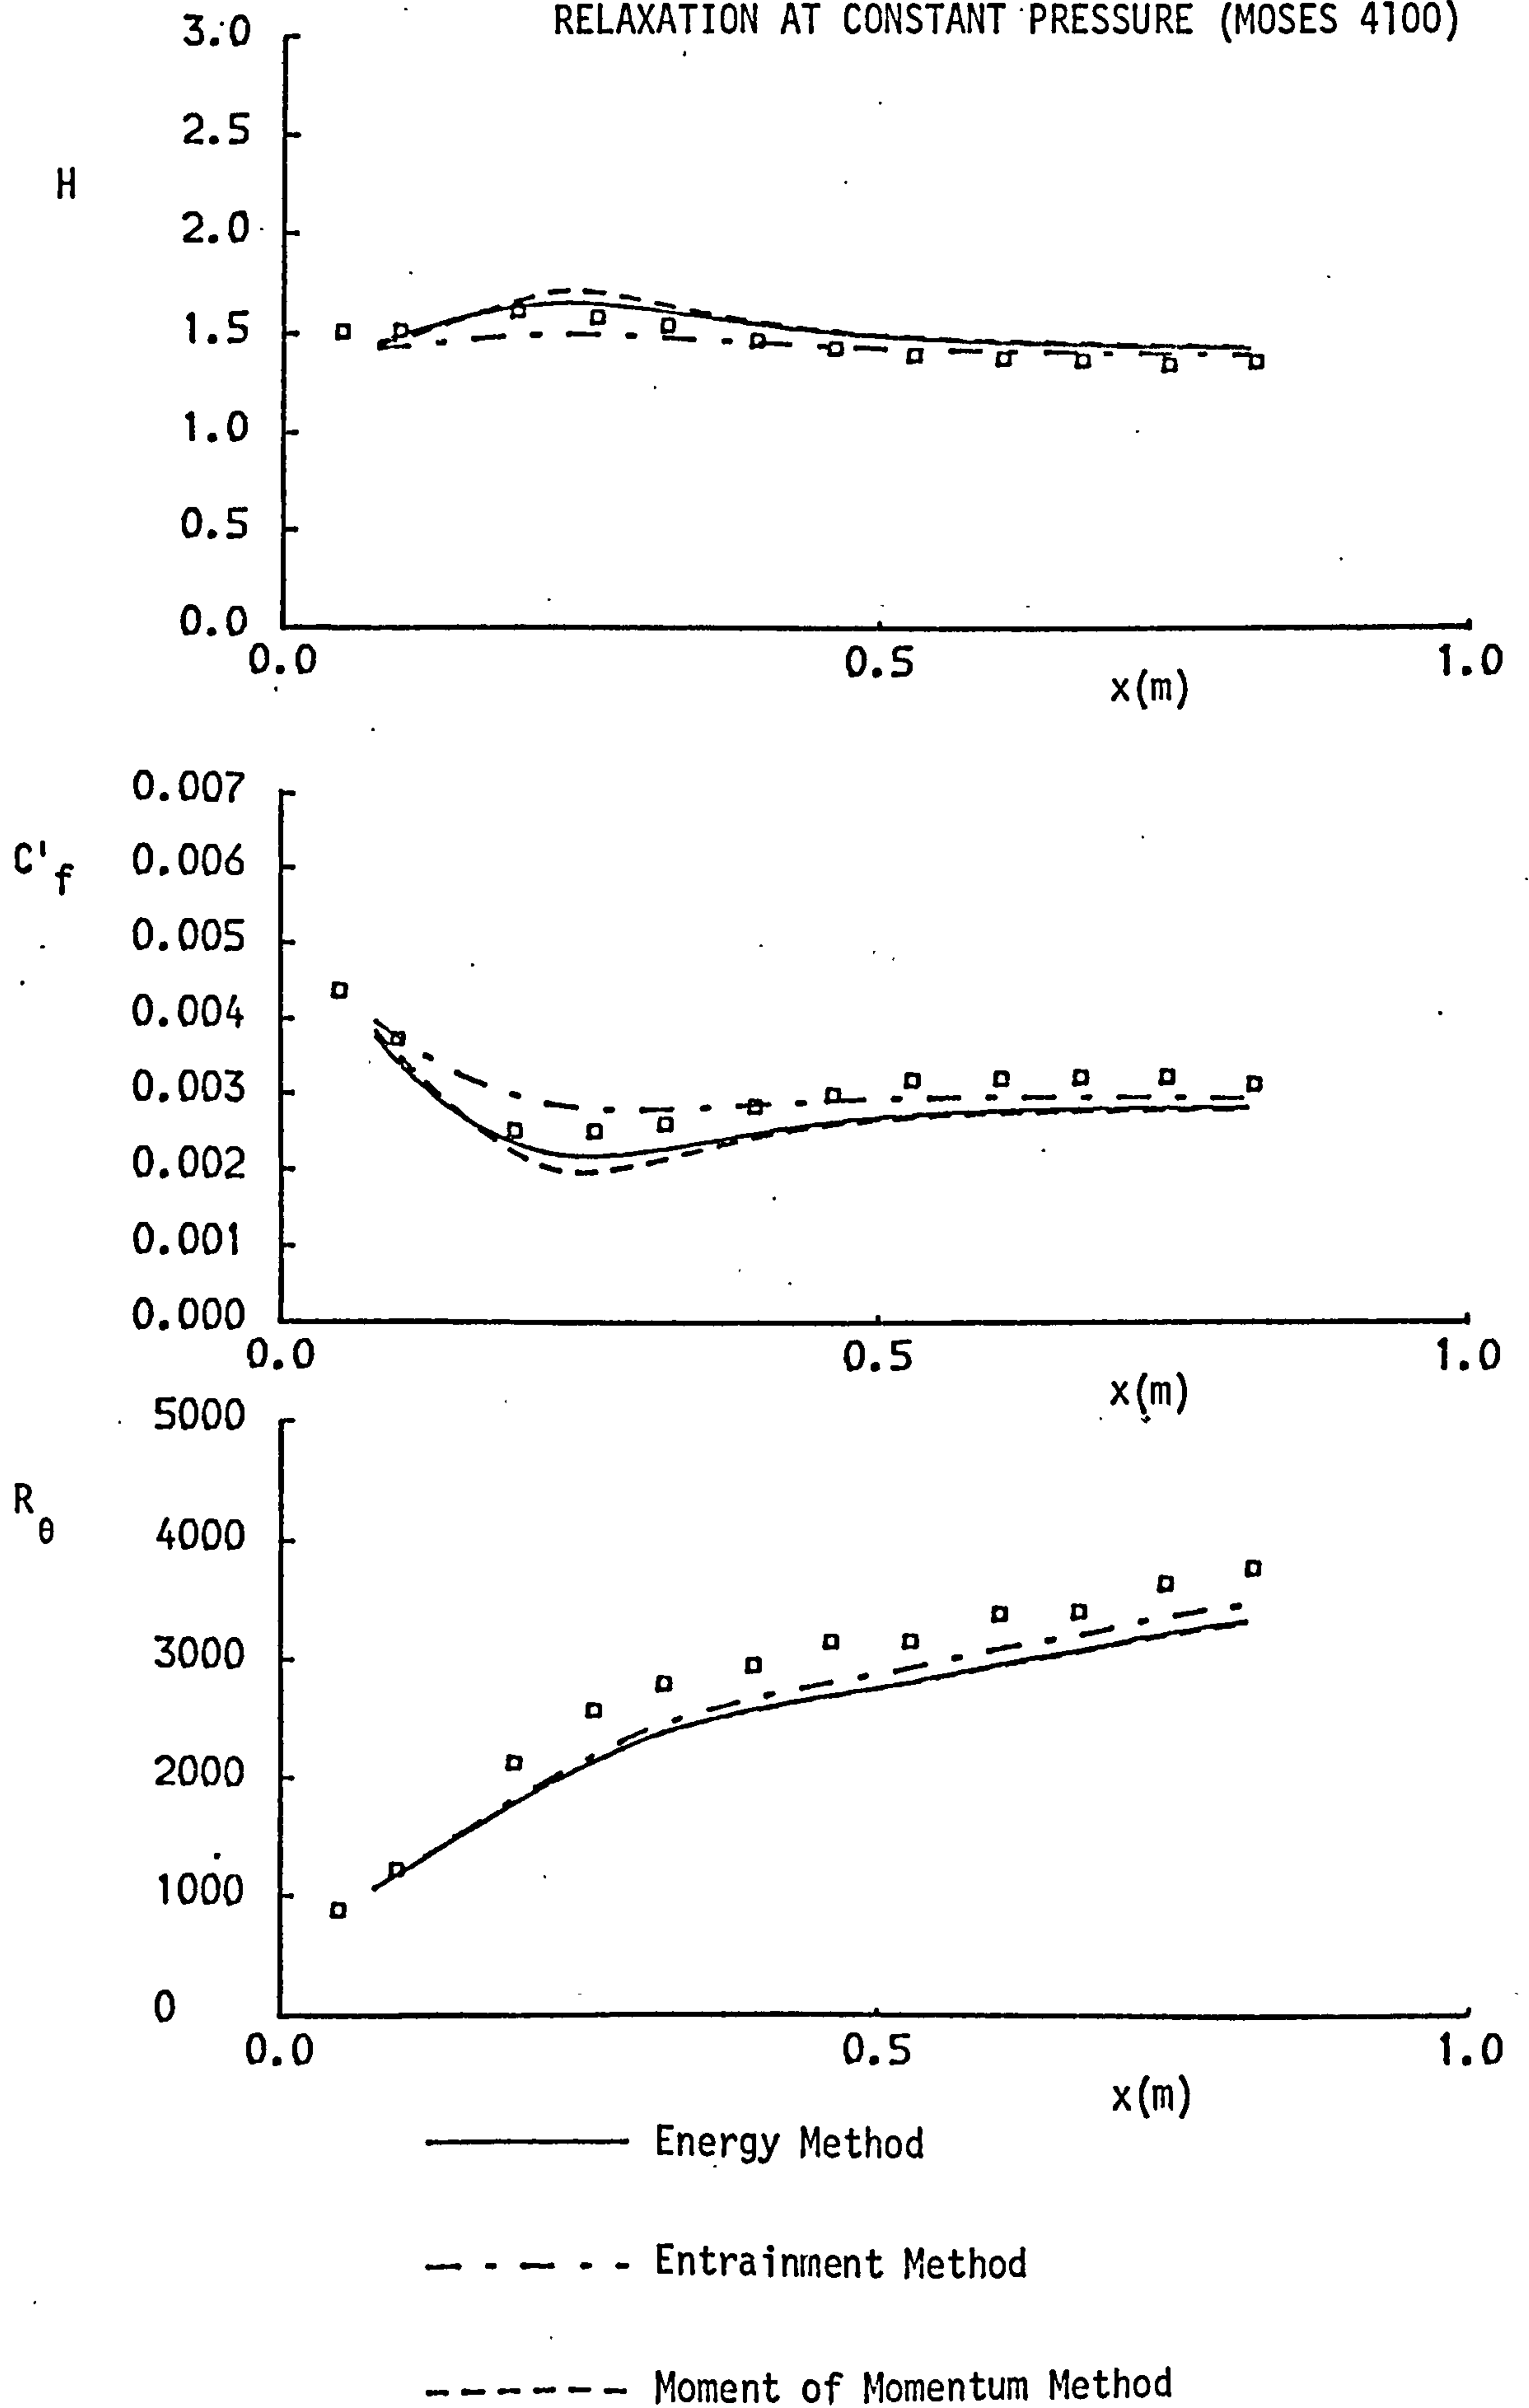 RELAXATION AT CONSTANT PRESSURE (MOSES 4100)
3.0
2.5
H
2.0
1.5
1.0
0.5
0.0
0.0 0.5 1.0
x(m)
0.007
C'f 0.006
0.005
0.004
0.003
0.002
0.001
0.000
0.0 0.5 1.0
x(m)
5000
Rθ
4000
3000
2000
1000
0
0.0 0.5 1.0
x(m)
Energy Method
Entrainment Method
Moment of Momentum Method